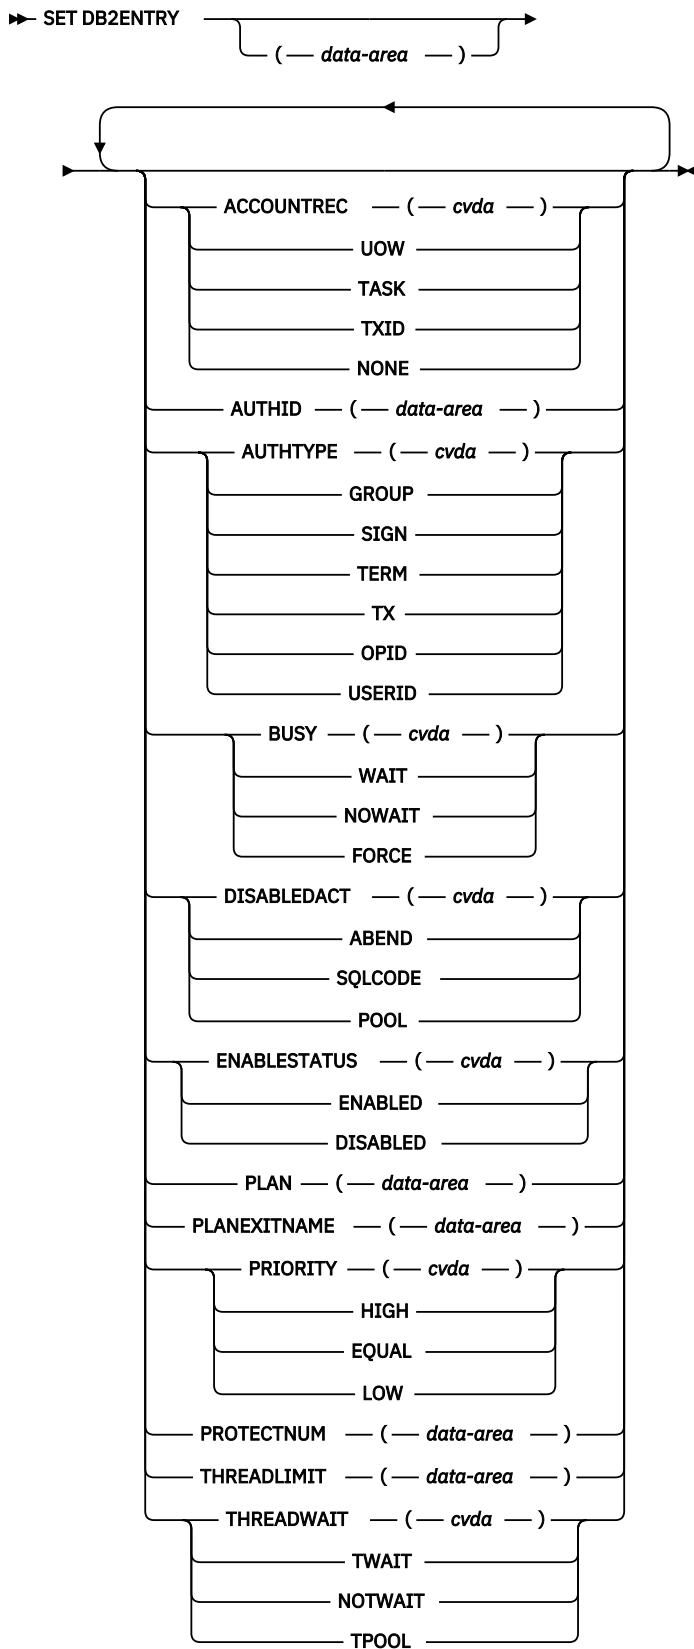 SET DB2ENTRY
( data-area )
ACCOUNTREC ( cvda )
UOW
TASK
TXID
NONE
AUTHID ( data-area )
AUTHTYPE ( cvda )
GROUP
SIGN
TERM
TX
OPID
USERID
BUSY ( cvda )
WAIT
NOWAIT
FORCE
DISABLEDACT ( cvda )
ABEND
SQLCODE
POOL
ENABLESTATUS ( cvda )
ENABLED
DISABLED
PLAN ( data-area )
PLANEXITNAME ( data-area )
PRIORITY ( cvda )
HIGH
EQUAL
LOW
PROTECTNUM ( data-area )
THREADLIMIT ( data-area )
THREADWAIT ( cvda )
TWAIT
NOTWAIT
TPOOL